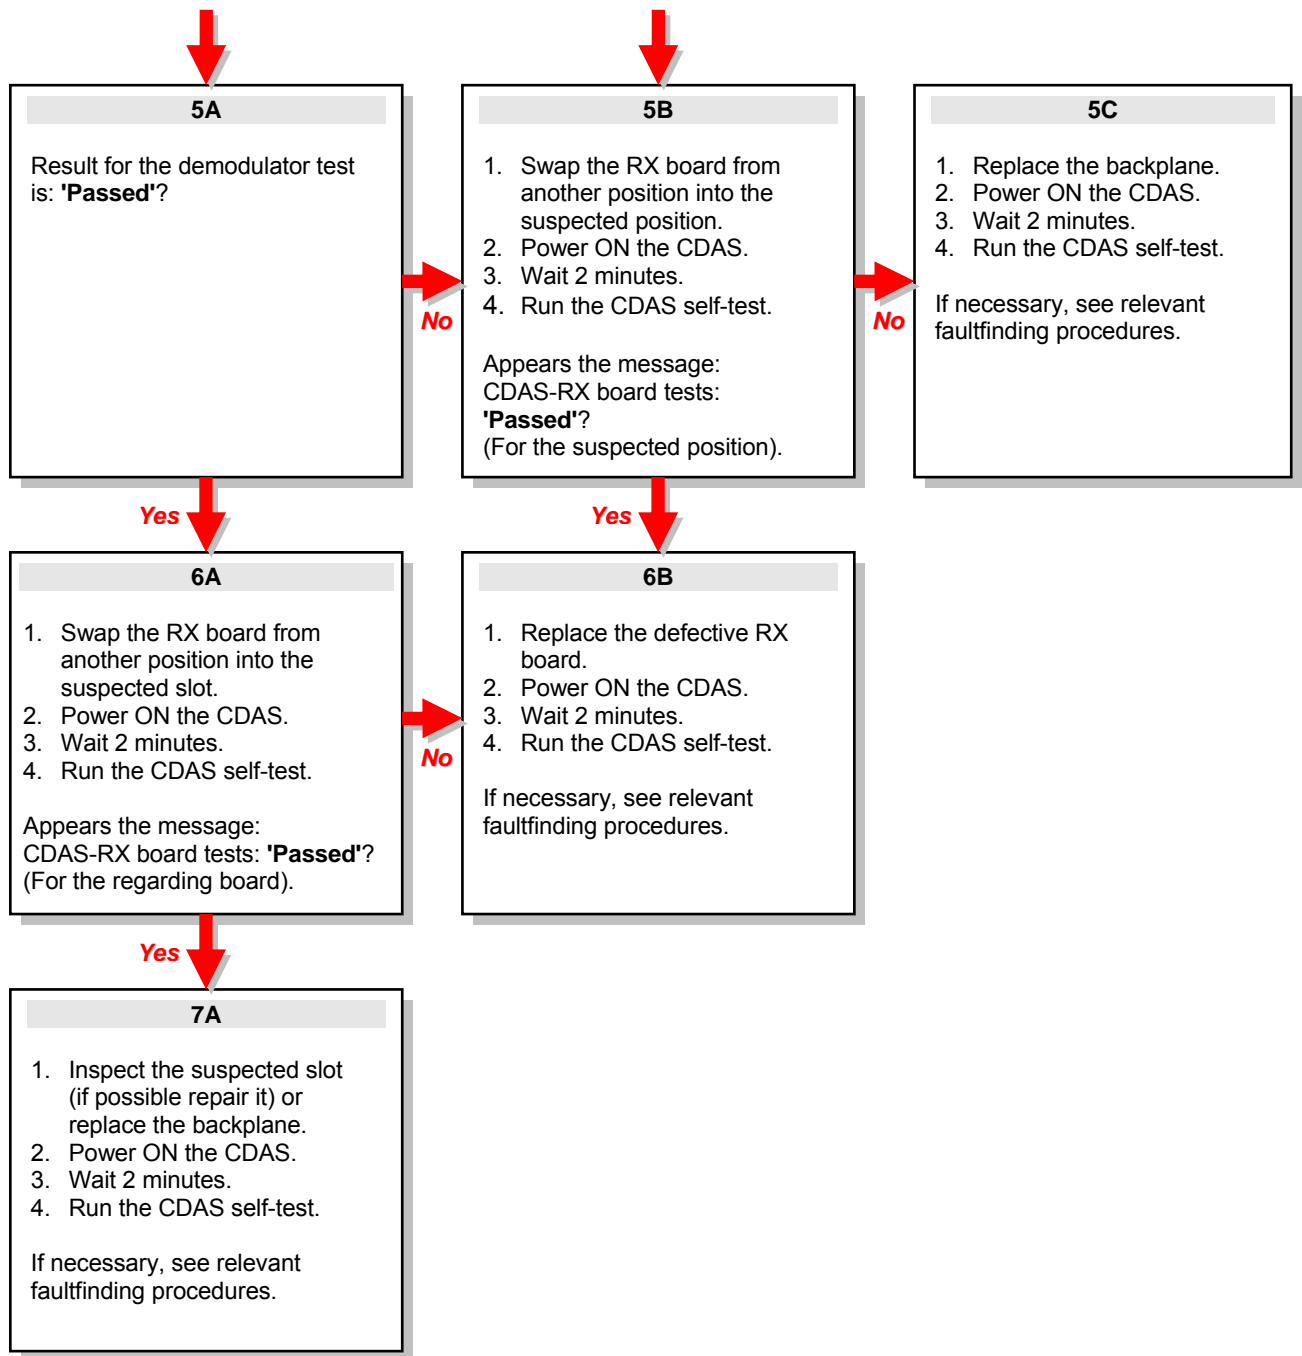 5A
Result for the demodulator test
is: 'Passed'?
No
Yes
5B
1. Swap the RX board from
another position into the
suspected position.
2. Power ON the CDAS.
3. Wait 2 minutes.
4. Run the CDAS self-test.
Appears the message:
CDAS-RX board tests:
'Passed'?
(For the suspected position).
No
Yes
5C
1. Replace the backplane.
2. Power ON the CDAS.
3. Wait 2 minutes.
4. Run the CDAS self-test.
If necessary, see relevant
faultfinding procedures.
6A
1. Swap the RX board from
another position into the
suspected slot.
2. Power ON the CDAS.
3. Wait 2 minutes.
4. Run the CDAS self-test.
Appears the message:
CDAS-RX board tests: 'Passed'?
(For the regarding board).
No
Yes
6B
1. Replace the defective RX
board.
2. Power ON the CDAS.
3. Wait 2 minutes.
4. Run the CDAS self-test.
If necessary, see relevant
faultfinding procedures.
7A
1. Inspect the suspected slot
(if possible repair it) or
replace the backplane.
2. Power ON the CDAS.
3. Wait 2 minutes.
4. Run the CDAS self-test.
If necessary, see relevant
faultfinding procedures.